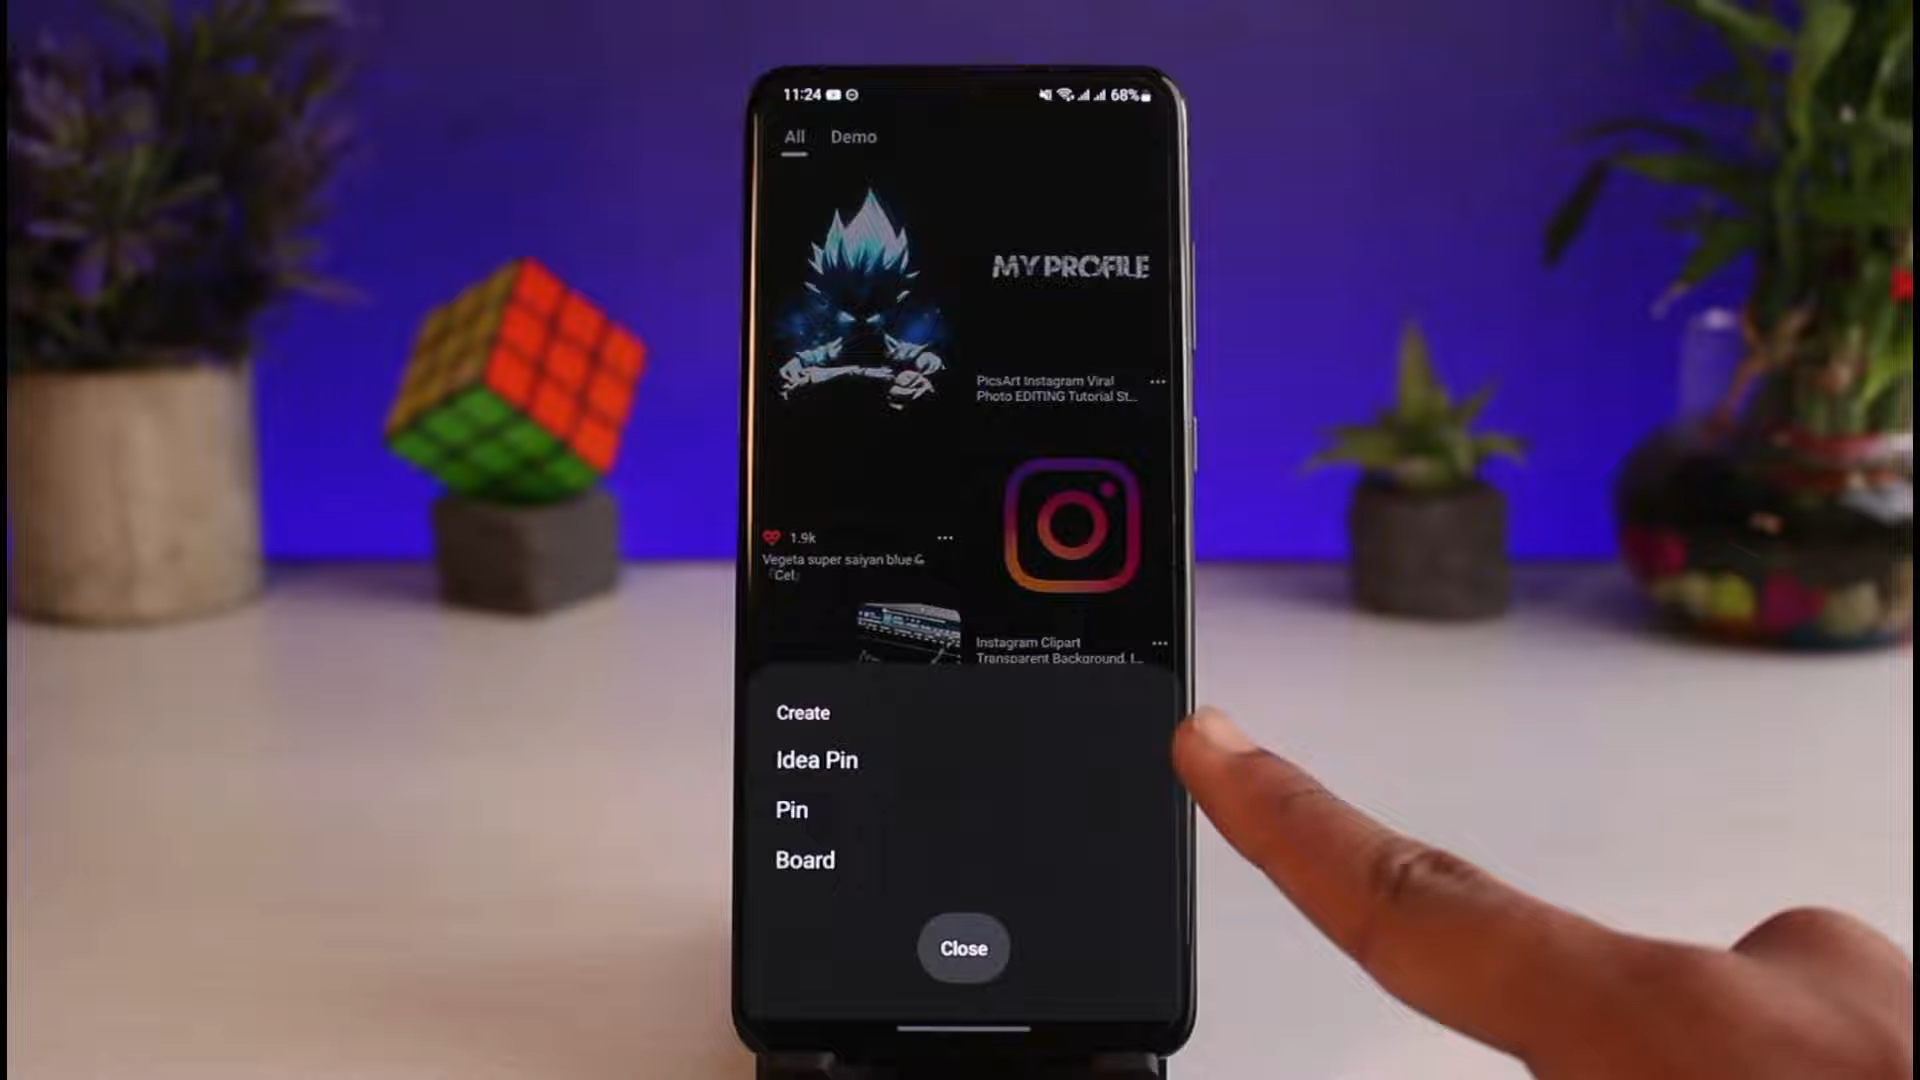 11:24
68%
All Demo
MY PROFILE
PicsArt Instagram Viral
Photo EDITING Tutorial St...
1.9k
Vegeta super saiyan blue
「Cel
Instagram Clipart
Transparent Background, t...
Create
Idea Pin
Pin
Board
Close